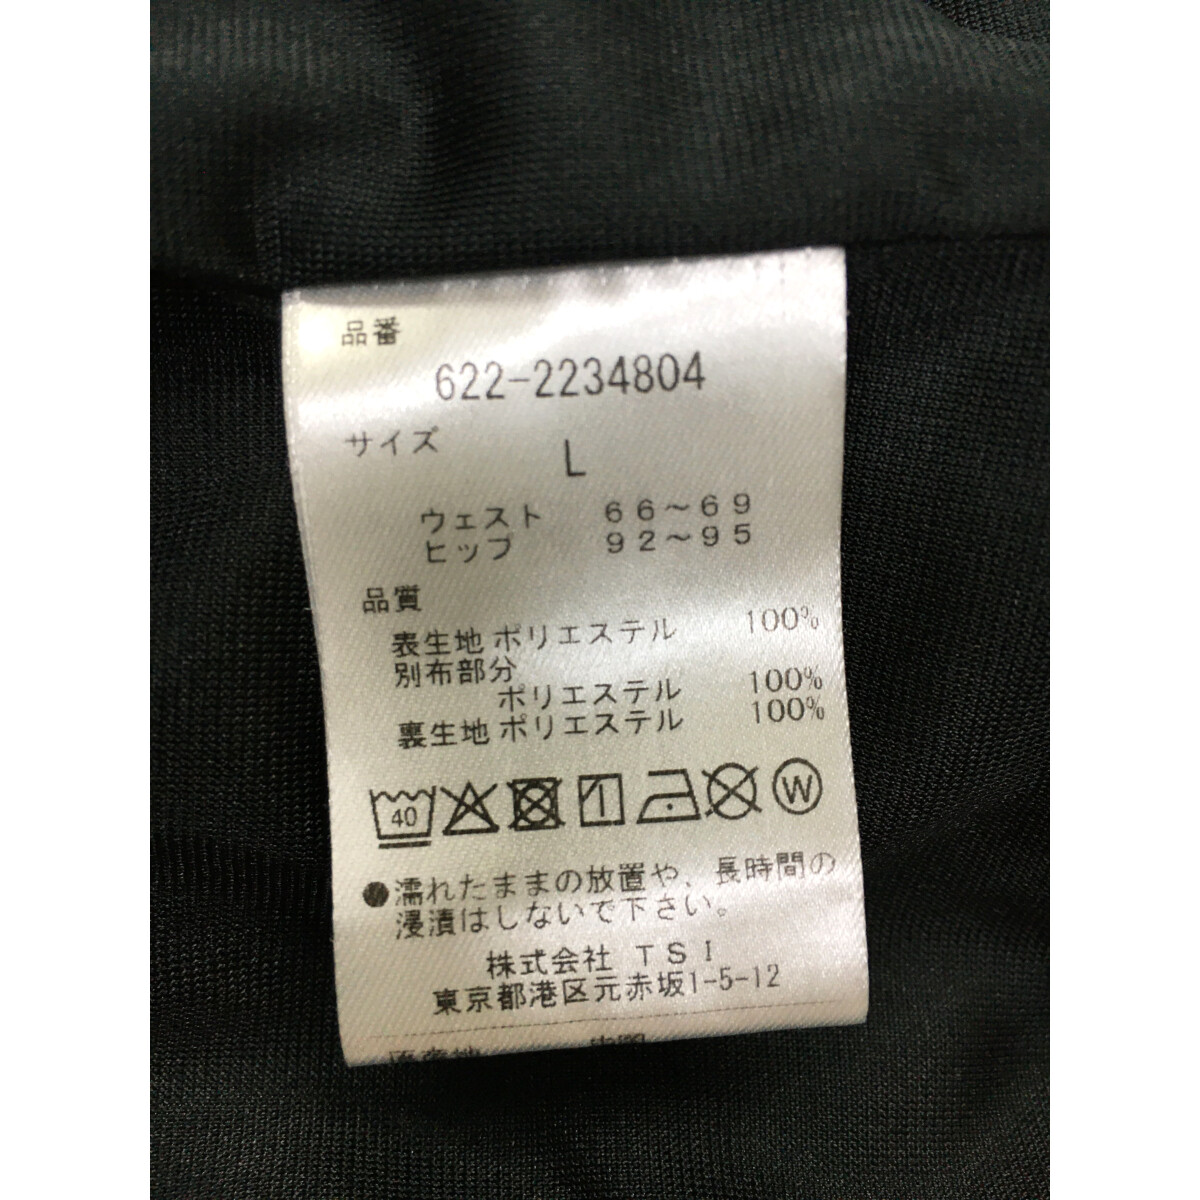 品番
622-2234804
サイズ
L
ウェスト 66～69
ヒップ 92～95
品質
表生地 ポリエステル 100%
別布部分
ポリエステル 100%
裏生地 ポリエステル 100%
40 W
●濡れたままの放置や、長時間の
浸漬はしないで下さい。
株式会社 TSI
東京都港区元赤坂1-5-12